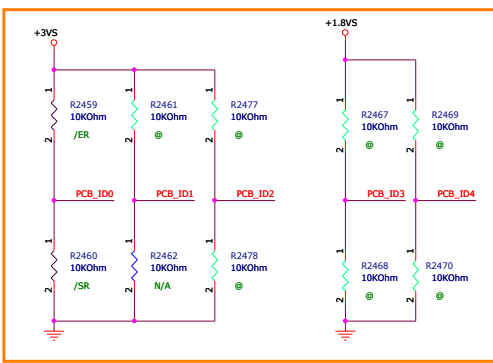 +3VS
+1.8VS
1
R2459
10KOhm
2
/ER
1
R2461
10KOhm
2
@
1
R2477
10KOhm
2
@
1
R2467
10KOhm
2
@
1
R2469
10KOhm
2
@
PCB_ID0
PCB_ID1
PCB_ID2
PCB_ID3
PCB_ID4
1
R2460
10KOhm
2
/SR
1
R2462
10KOhm
2
N/A
1
R2478
10KOhm
2
@
1
R2468
10KOhm
2
@
1
R2470
10KOhm
2
@